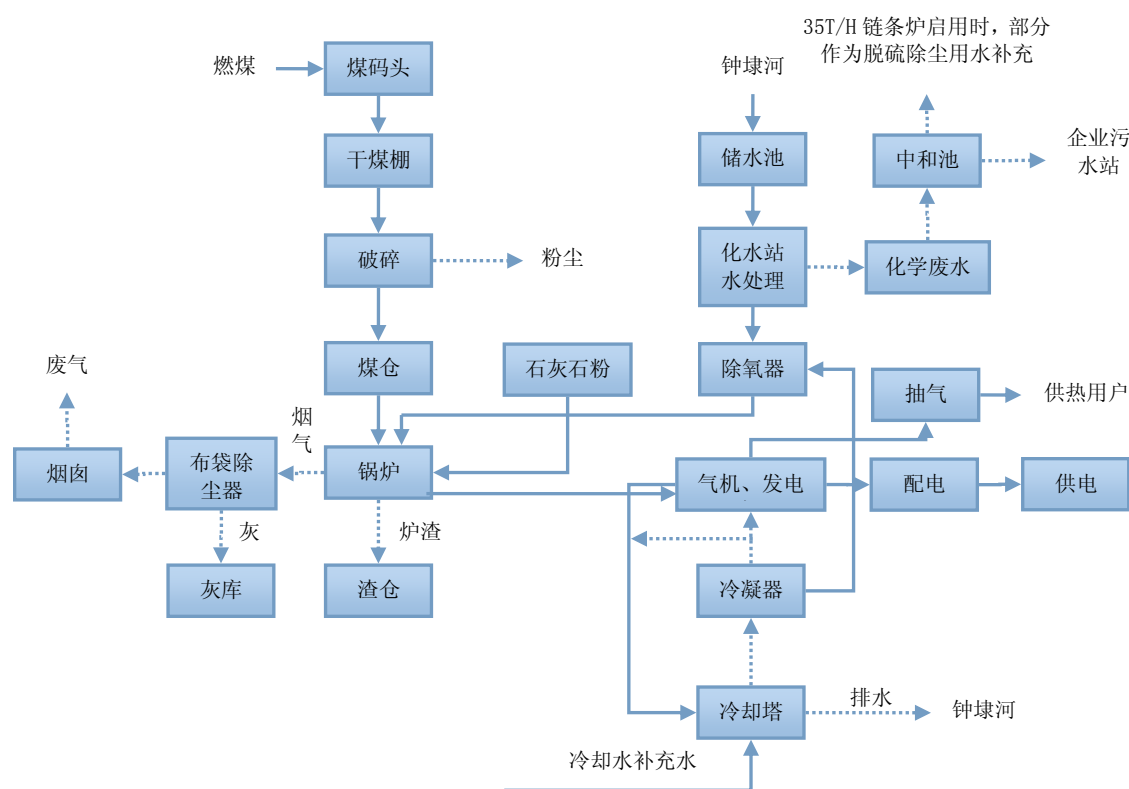 35T/H 链条炉启用时，部分
作为脱硫除尘用水补充
燃煤
煤码头
钟埭河
干煤棚
储水池
中和池
企业污
水站
破碎
粉尘
化水站
水处理
化学废水
废气
煤仓
石灰石粉
除氧器
抽气
供热用户
烟
气
烟囱
布袋除
尘器
锅炉
气机、发电
配电
供电
灰
炉渣
灰库
渣仓
冷凝器
冷却塔
排水
钟埭河
冷却水补充水